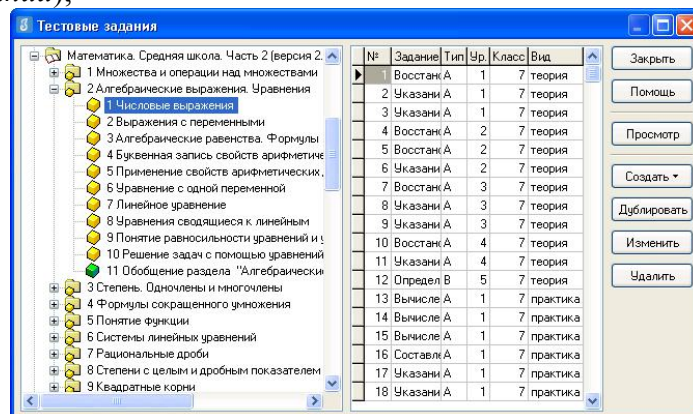 Тестовые задания
Математика. Средняя школа. Часть 2 (версия 2.
1 Множества и операции над множествами
2 Алгебраические выражения. Уравнения
1 Числовые выражения
2 Выражения с переменными
3 Алгебраические равенства. Формулы
4 Буквенная запись свойств арифметиче
5 Применение свойств арифметических,
6 Уравнение с одной переменной
7 Линейное уравнение
8 Уравнения сводящиеся к линейным
9 Понятие равносильности уравнений и
10 Решение задач с помощью уравнений
11 Обобщение раздела "Алгебраически
3 Степень. Одночлены и многочлены
4 Формулы сокращенного умножения
5 Понятие функции
6 Системы линейных уравнений
7 Рациональные дроби
8 Степени с целым и дробным показателем
9 Квадратные корни
№ Задание Тип Ур. Класс Вид
1 Восстано А 1 7 теория
2 Указани А 1 7 теория
3 Указани А 1 7 теория
4 Восстано А 2 7 теория
5 Восстано А 2 7 теория
6 Указани А 2 7 теория
7 Восстано А 3 7 теория
8 Указани А 3 7 теория
9 Указани А 3 7 теория
10 Восстано А 4 7 теория
11 Указани А 4 7 теория
12 Определ В 5 7 теория
13 Вычисле А 1 7 практика
14 Вычисле А 1 7 практика
15 Вычисле А 1 7 практика
16 Составле А 1 7 практика
17 Указани А 1 7 практика
18 Указани А 1 7 практика
Закрыть
Помощь
Просмотр
Создать
Дублировать
Изменить
Удалить